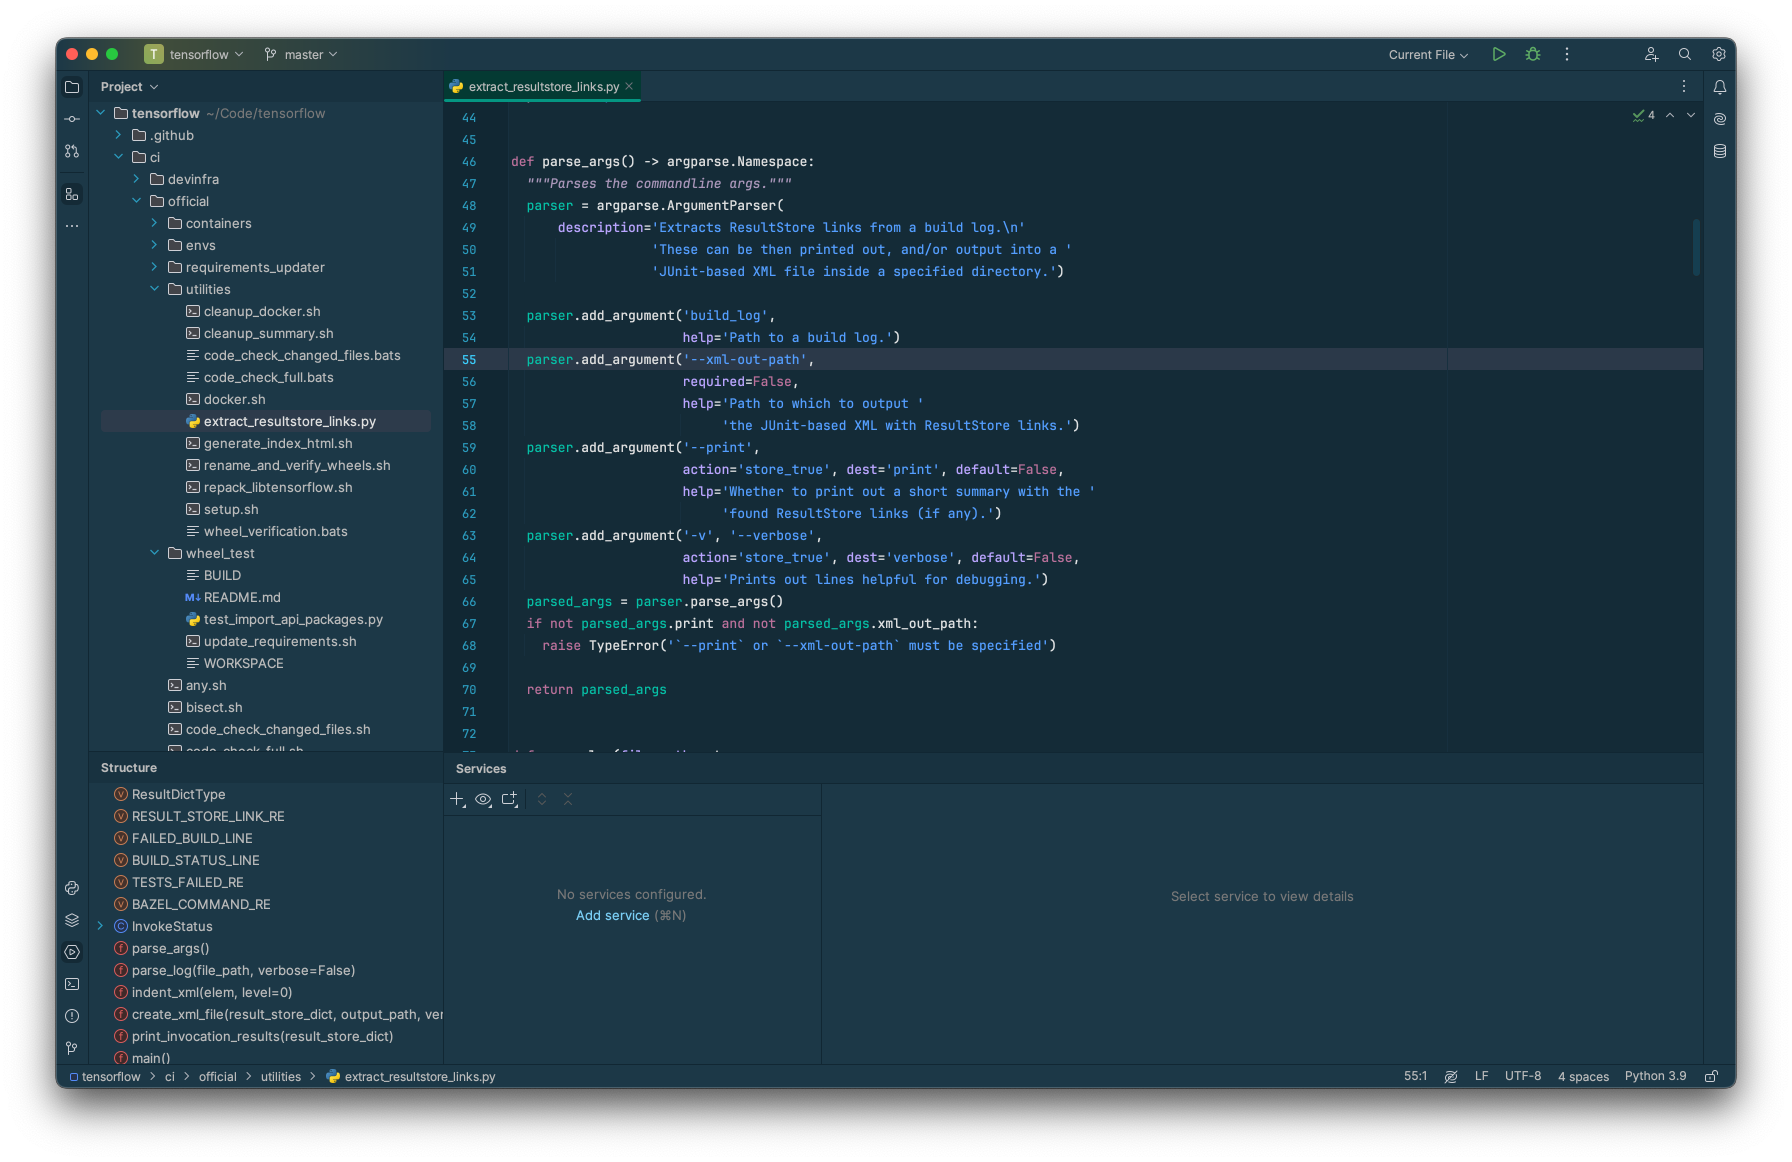 T tensorflow master Current File
Project
extract_resultstore_links.py
tensorflow ~/Code/tensorflow
.github
ci
devinfra
official
containers
envs
requirements_updater
utilities
cleanup_docker.sh
cleanup_summary.sh
code_check_changed_files.bats
code_check_full.bats
docker.sh
extract_resultstore_links.py
generate_index_html.sh
rename_and_verify_wheels.sh
repack_libtensorflow.sh
setup.sh
wheel_verification.bats
wheel_test
BUILD
M↓ README.md
test_import_api_packages.py
update_requirements.sh
WORKSPACE
any.sh
bisect.sh
code_check_changed_files.sh
code_check_full.sh
4
44
45
46 def parse_args() -> argparse.Namespace:
47 """Parses the commandline args."""
48 parser = argparse.ArgumentParser(
49 description='Extracts ResultStore links from a build log.\n'
50 'These can be then printed out, and/or output into a '
51 'JUnit-based XML file inside a specified directory.')
52
53 parser.add_argument('build_log',
54 help='Path to a build log.')
55 parser.add_argument('--xml-out-path',
56 required=False,
57 help='Path to which to output '
58 'the JUnit-based XML with ResultStore links.')
59 parser.add_argument('--print',
60 action='store_true', dest='print', default=False,
61 help='Whether to print out a short summary with the '
62 'found ResultStore links (if any).')
63 parser.add_argument('-v', '--verbose',
64 action='store_true', dest='verbose', default=False,
65 help='Prints out lines helpful for debugging.')
66 parsed_args = parser.parse_args()
67 if not parsed_args.print and not parsed_args.xml_out_path:
68 raise TypeError('`--print` or `--xml-out-path` must be specified')
69
70 return parsed_args
71
72
Structure
V ResultDictType
V RESULT_STORE_LINK_RE
V FAILED_BUILD_LINE
V BUILD_STATUS_LINE
V TESTS_FAILED_RE
V BAZEL_COMMAND_RE
C InvokeStatus
f parse_args()
f parse_log(file_path, verbose=False)
f indent_xml(elem, level=0)
f create_xml_file(result_store_dict, output_path, ver
f print_invocation_results(result_store_dict)
f main()
Services
No services configured.
Add service (⌘N)
Select service to view details
tensorflow > ci > official > utilities > extract_resultstore_links.py
55:1 LF UTF-8 4 spaces Python 3.9